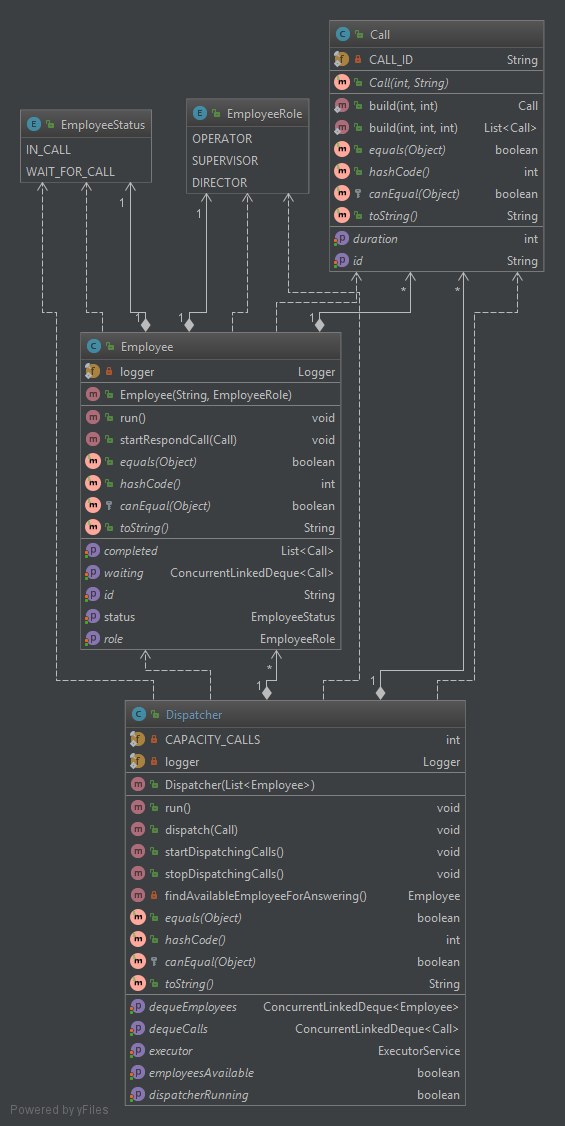 Call
CALL_ID String
Call(int, String)
build(int, int) Call
build(int, int, int) List<Call>
equals(Object) boolean
hashCode() int
canEqual(Object) boolean
toString() String
duration int
id String
EmployeeStatus
IN_CALL
WAIT_FOR_CALL
EmployeeRole
OPERATOR
SUPERVISOR
DIRECTOR
1
1
*
*
1
1
1
Employee
logger Logger
Employee(String, EmployeeRole)
run() void
startRespondCall(Call) void
equals(Object) boolean
hashCode() int
canEqual(Object) boolean
toString() String
completed List<Call>
waiting ConcurrentLinkedDeque<Call>
id String
status EmployeeStatus
role EmployeeRole
*
1
1
Dispatcher
CAPACITY_CALLS int
logger Logger
Dispatcher(List<Employee>)
run() void
dispatch(Call) void
startDispatchingCalls() void
stopDispatchingCalls() void
findAvailableEmployeeForAnswering() Employee
equals(Object) boolean
hashCode() int
canEqual(Object) boolean
toString() String
dequeEmployees ConcurrentLinkedDeque<Employee>
dequeCalls ConcurrentLinkedDeque<Call>
executor ExecutorService
employeesAvailable boolean
dispatcherRunning boolean
Powered by yFiles